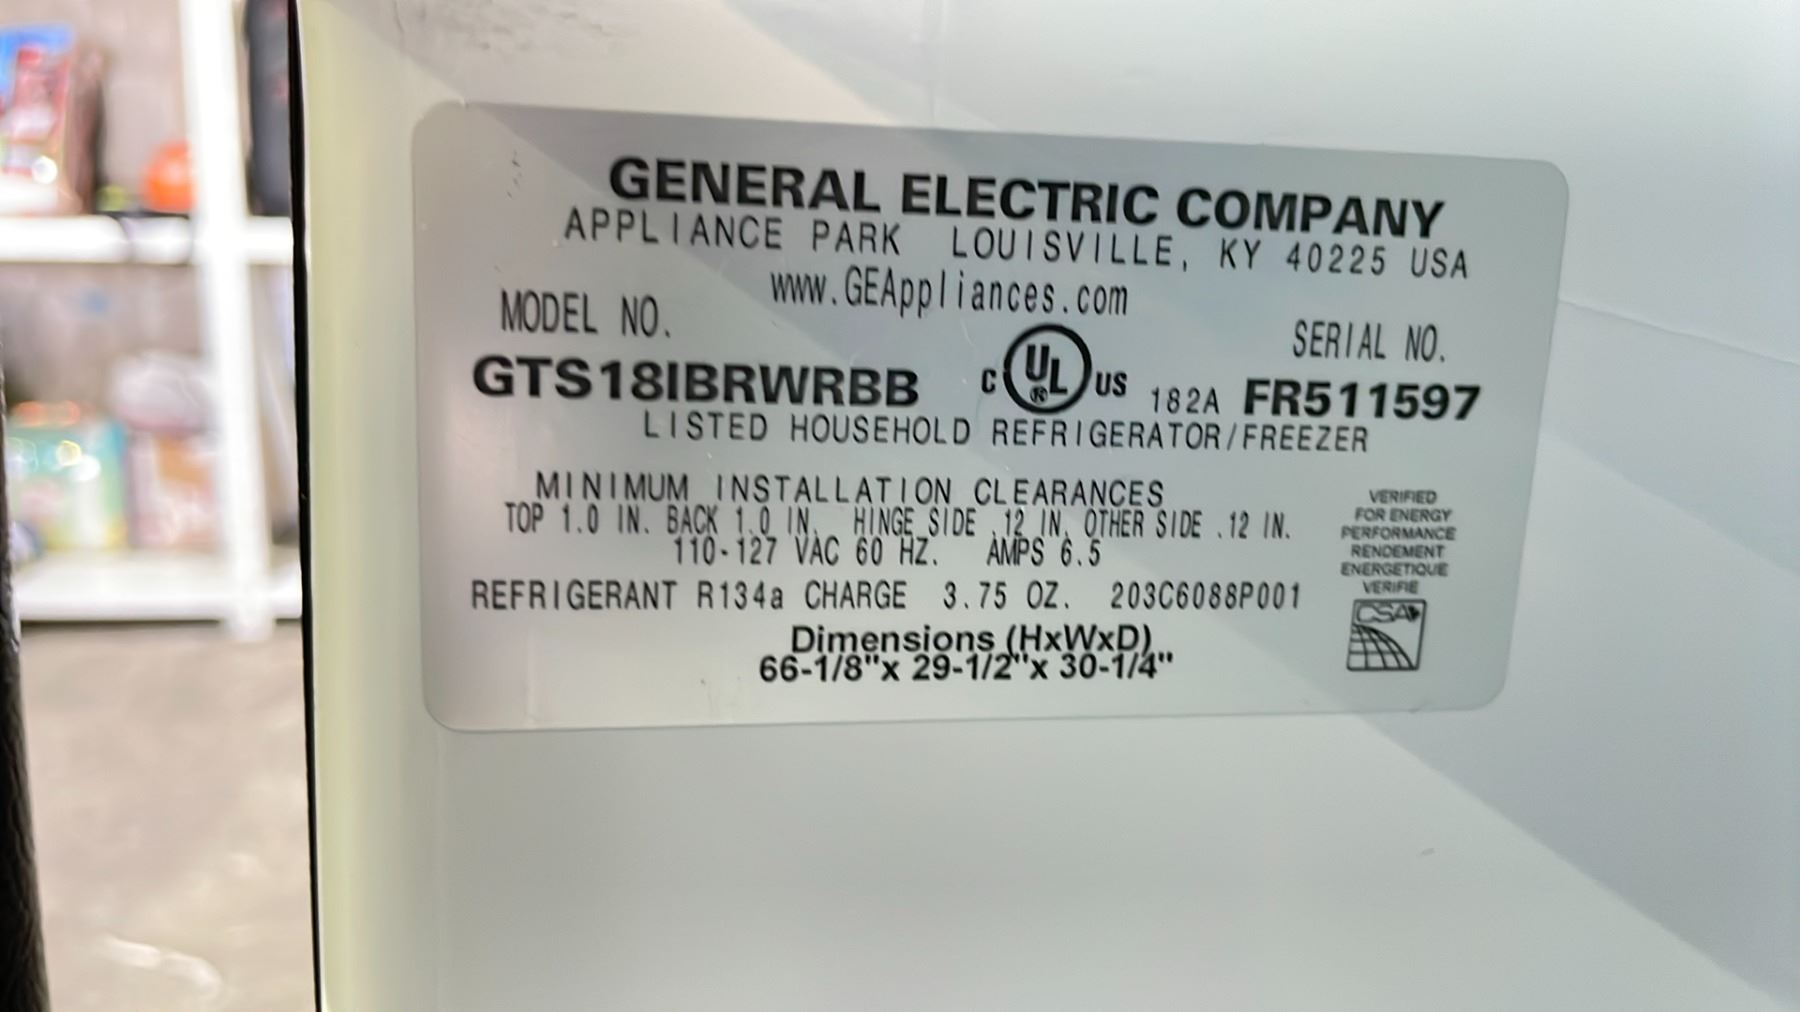 GENERAL ELECTRIC COMPANY
APPLIANCE PARK LOUISVILLE, KY 40225 USA
www.GEAppliances.com
MODEL NO.
SERIAL NO.
GTS18IBRWRBB c UL® US 182A FR511597
LISTED HOUSEHOLD REFRIGERATOR/FREEZER
MINIMUM INSTALLATION CLEARANCES
TOP 1.0 IN. BACK 1.0 IN. HINGE SIDE .12 IN. OTHER SIDE .12 IN.
110-127 VAC 60 HZ. AMPS 6.5
REFRIGERANT R134a CHARGE 3.75 OZ. 203C6088P001
Dimensions (HxWxD)
66-1/8"x 29-1/2"x 30-1/4"
VERIFIED
FOR ENERGY
PERFORMANCE
RENDEMENT
ENERGETIQUE
VERIFIE
CSA